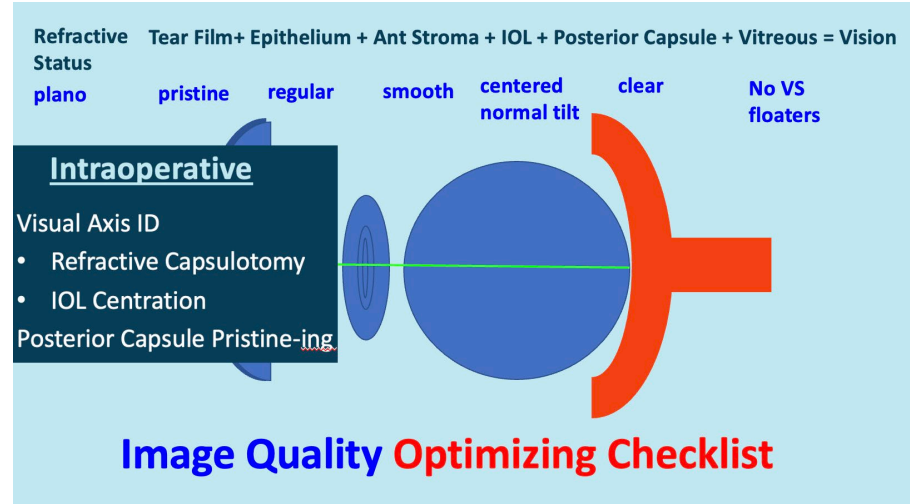 Refractive Status
Tear Film+ Epithelium + Ant Stroma + IOL + Posterior Capsule + Vitreous = Vision
plano
pristine
regular
smooth
centered
normal tilt
clear
No VS
floaters
Intraoperative
Visual Axis ID
• Refractive Capsulotomy
• IOL Centration
Posterior Capsule Pristine-ing
Image Quality Optimizing Checklist